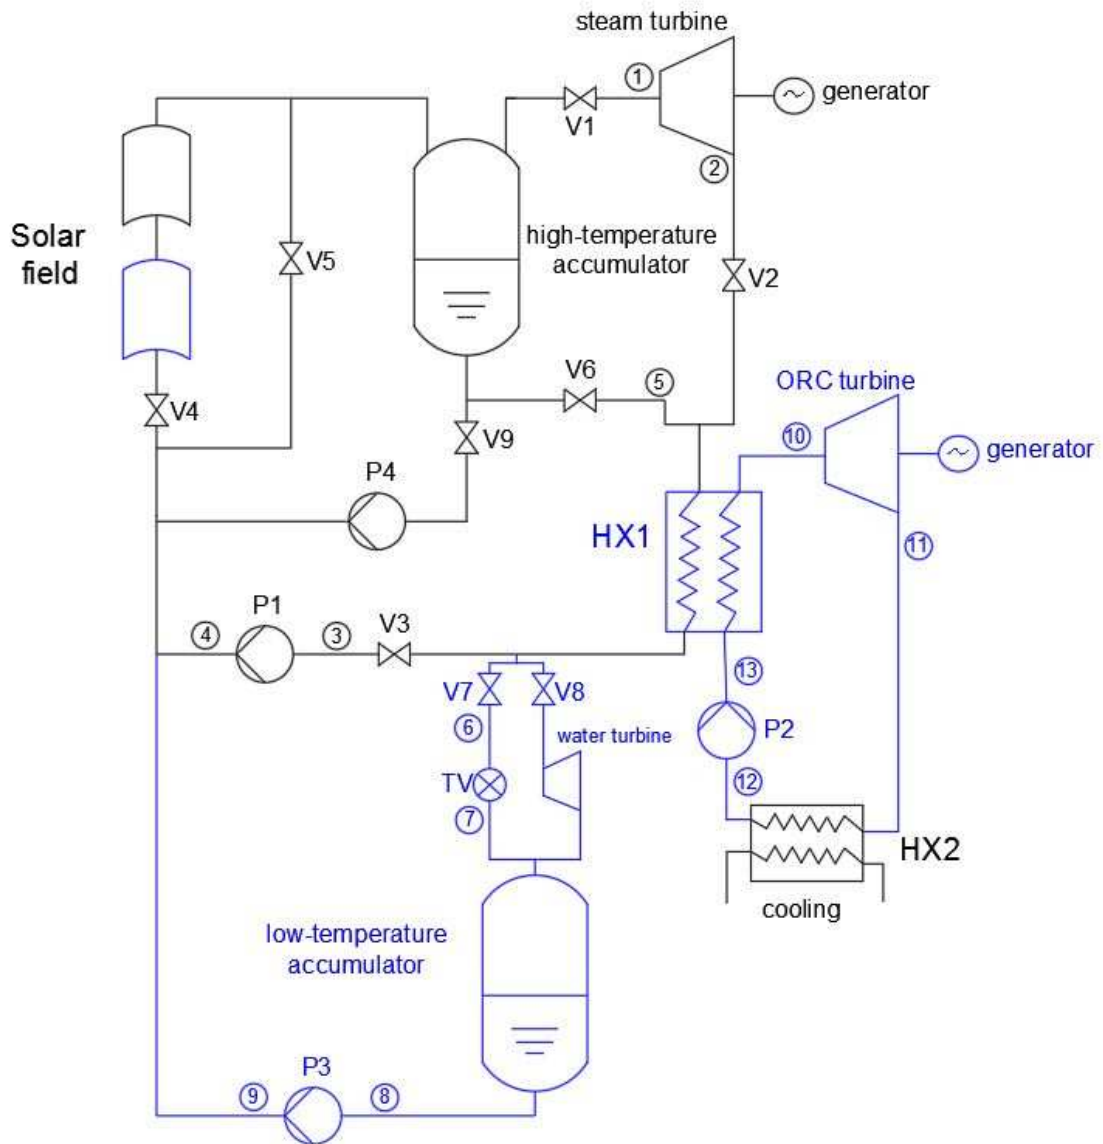 steam turbine
1
generator
V1
2
Solar
field
high-temperature
accumulator
V5
V2
V6
5
ORC turbine
V4
V9
10
generator
P4
HX1
11
P1
V3
4
3
13
V7
V8
6
P2
water turbine
TV
12
7
HX2
cooling
low-temperature
accumulator
P3
9
8